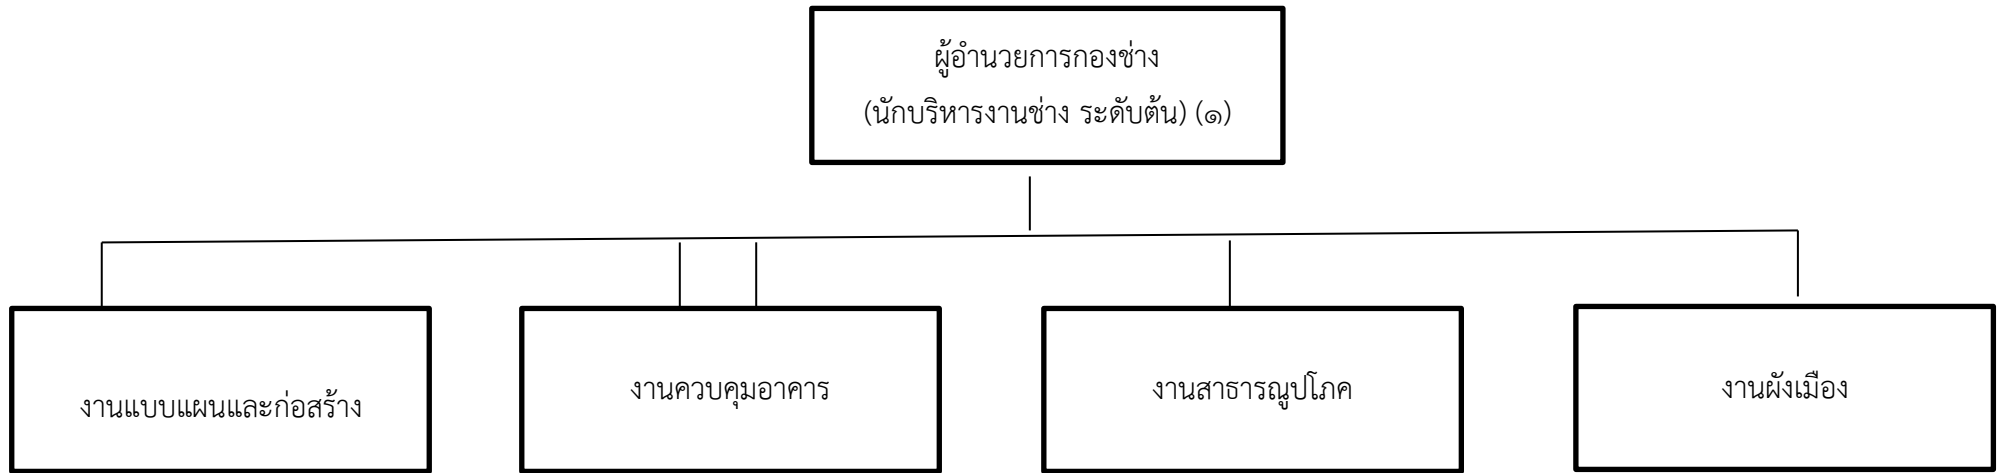 ผู้อำนวยการกองช่าง
(นักบริหารงานช่าง ระดับต้น) (๑)
งานแบบแผนและก่อสร้าง
งานควบคุมอาคาร
งานสาธารณูปโภค
งานผังเมือง